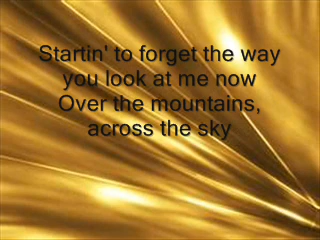 Startin' to forget the way
you look at me now
Over the mountains,
across the sky